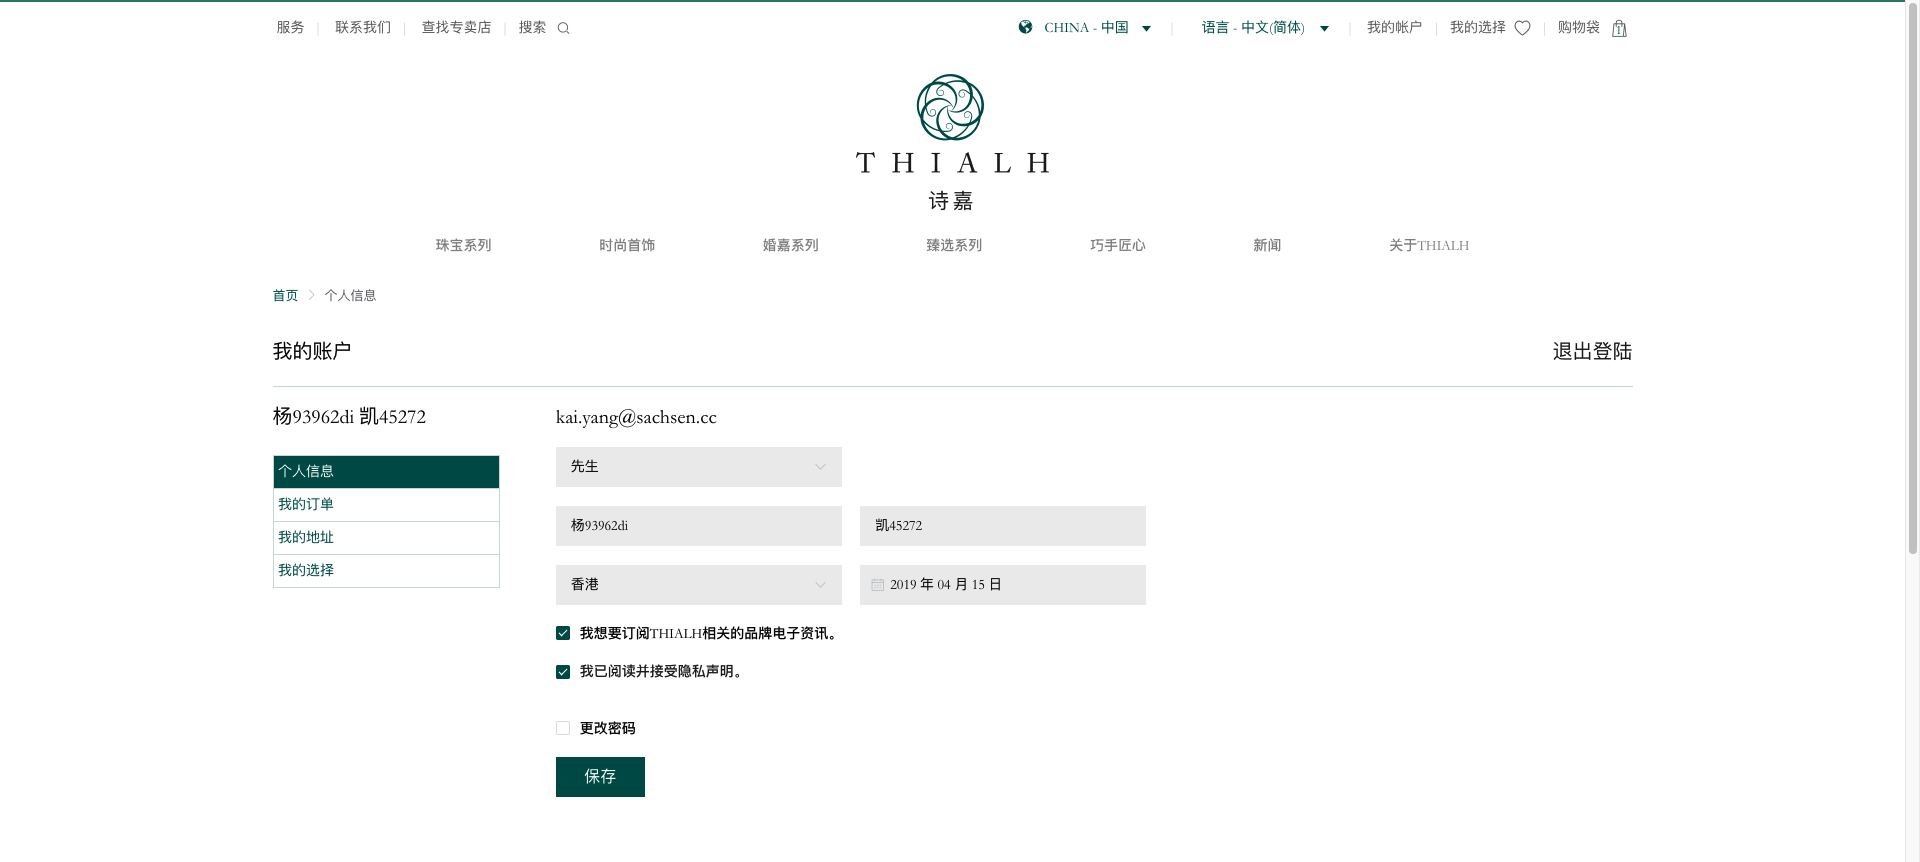 服务 联系我们 查找专卖店 搜索 CHINA - 中国 语言 - 中文(简体) 我的帐户 我的选择 购物袋
THIALH
诗嘉
珠宝系列 时尚首饰 婚嘉系列 臻选系列 巧手匠心 新闻 关于THIALH
首页 个人信息
我的账户 退出登陆
杨93962di 凯45272 kai.yang@sachsen.cc
个人信息 先生
我的订单
杨93962di 凯45272
我的地址
我的选择
香港 2019 年 04 月 15 日
我想要订阅THIALH相关的品牌电子资讯。
我已阅读并接受隐私声明。
更改密码
保存